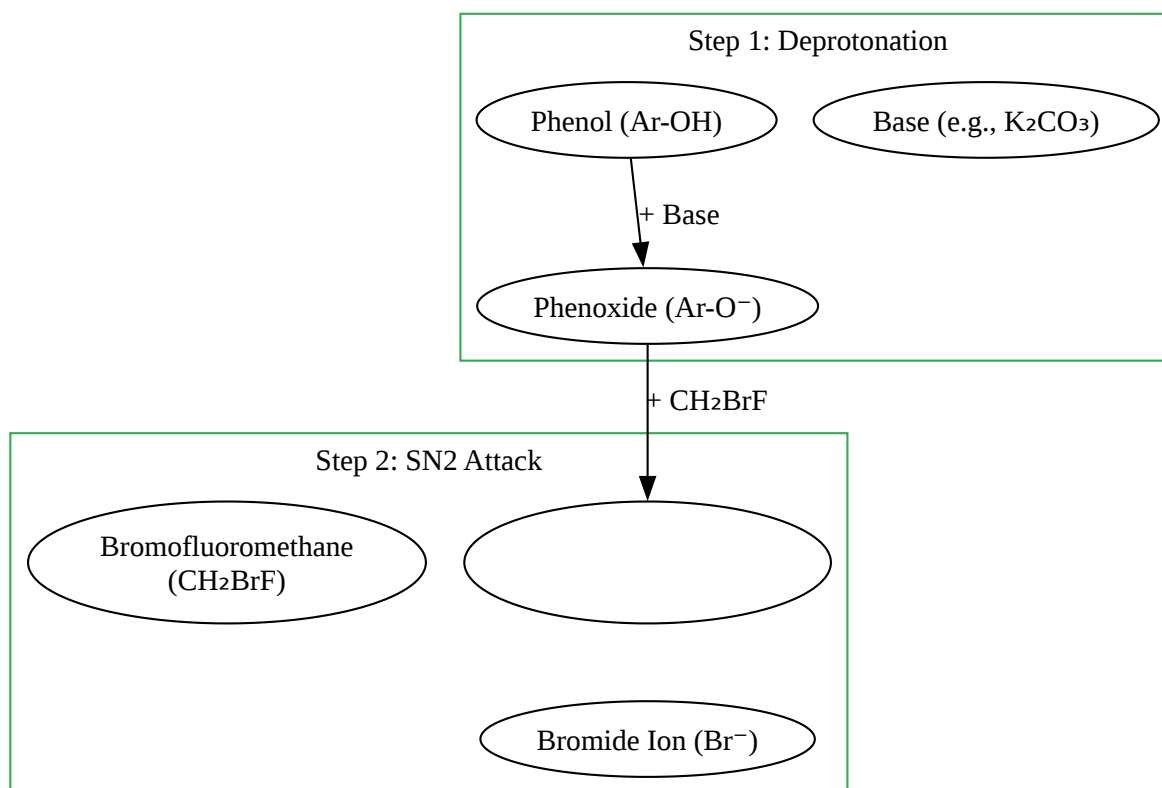 Step 1: Deprotonation
Phenol (Ar-OH)
Base (e.g., K₂CO₃)
+ Base
Phenoxide (Ar-O⁻)
+ CH₂BrF
Step 2: SN2 Attack
Bromofluoromethane
(CH₂BrF)
Bromide Ion (Br⁻)